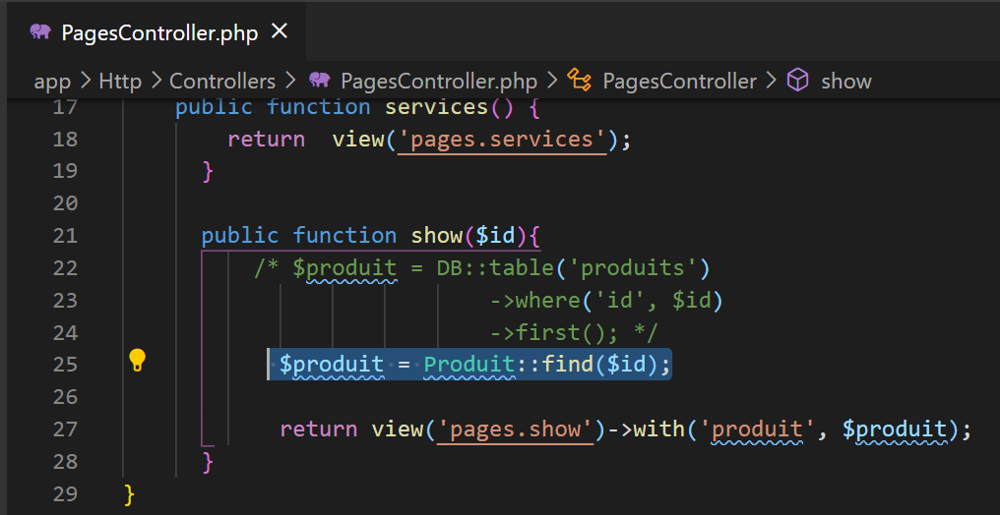 PagesController.php ×
app > Http > Controllers > PagesController.php > PagesController > show
17 public function services() {
18 return  view('pages.services');
19 }
20
21 public function show($id){
22 /* $produit = DB::table('produits')
23 ->where('id', $id)
24 ->first(); */
25 $produit = Produit::find($id);
26
27 return view('pages.show')->with('produit', $produit);
28 }
29 }